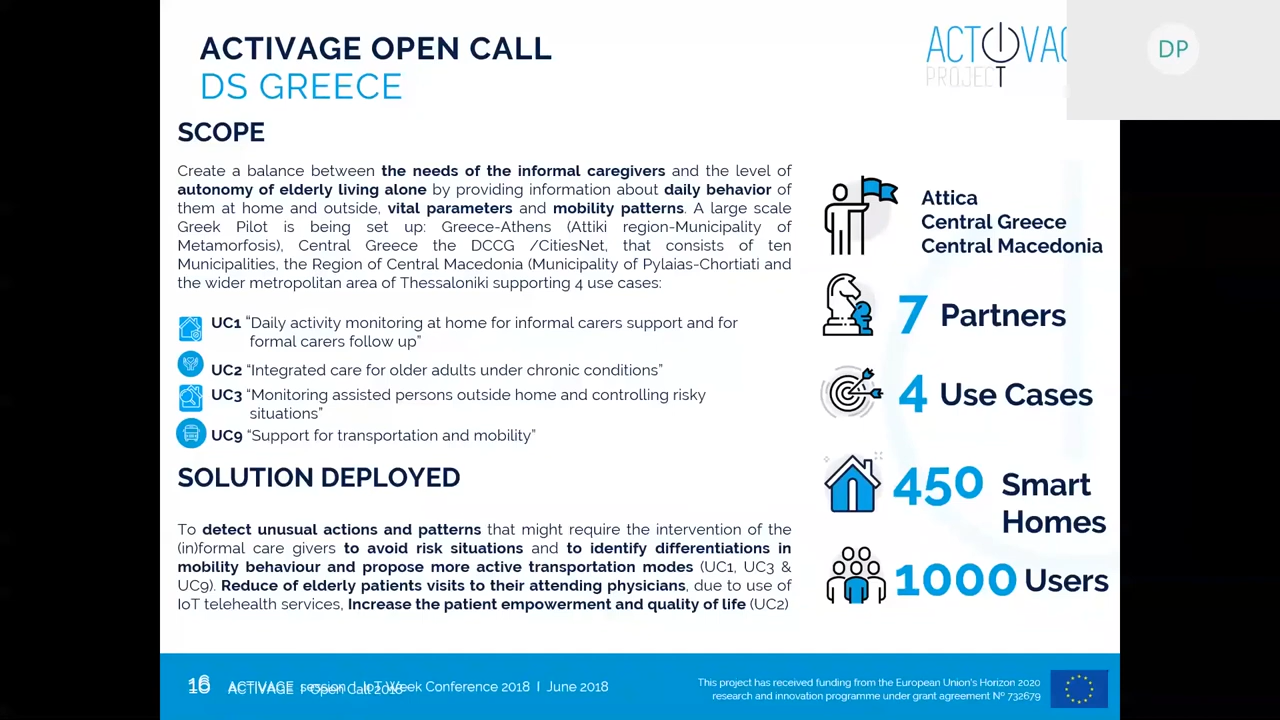 ACTIVAGE OPEN CALL
DS GREECE
ACTIVAG
PROJECT
DP
SCOPE
Create a balance between the needs of the informal caregivers and the level of
autonomy of elderly living alone by providing information about daily behavior of
them at home and outside, vital parameters and mobility patterns. A large scale
Greek Pilot is being set up: Greece-Athens (Attiki region-Municipality of
Metamorfosis), Central Greece the DCCG /CitiesNet, that consists of ten
Municipalities, the Region of Central Macedonia (Municipality of Pylaias-Chortiati and
the wider metropolitan area of Thessaloniki supporting 4 use cases:
UC1 “Daily activity monitoring at home for informal carers support and for
formal carers follow up”
UC2 “Integrated care for older adults under chronic conditions”
UC3 “Monitoring assisted persons outside home and controlling risky
situations”
UC9 “Support for transportation and mobility”
SOLUTION DEPLOYED
To detect unusual actions and patterns that might require the intervention of the
(in)formal care givers to avoid risk situations and to identify differentiations in
mobility behaviour and propose more active transportation modes (UC1, UC3 &
UC9). Reduce of elderly patients visits to their attending physicians, due to use of
IoT telehealth services, Increase the patient empowerment and quality of life (UC2)
Attica
Central Greece
Central Macedonia
7 Partners
4 Use Cases
450 Smart
Homes
1000 Users
16 ACTIVAGE session I IoT Week Conference 2018 I June 2018
Open Call 2018
This project has received funding from the European Union's Horizon 2020
research and innovation programme under grant agreement Nº 732679